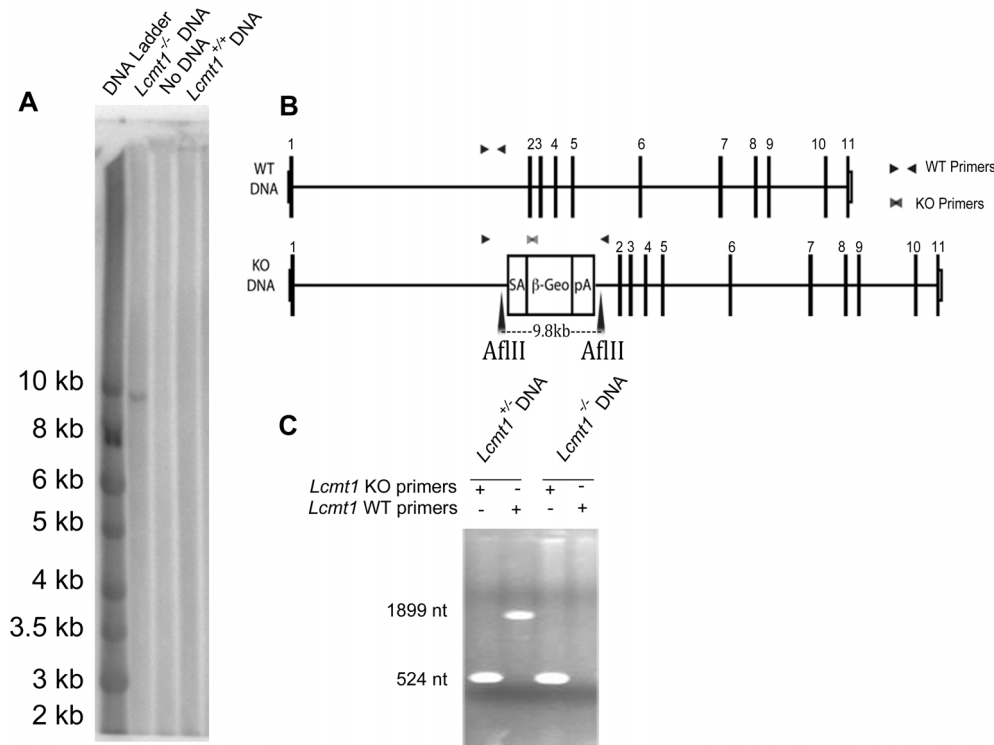 A
DNA Ladder
Lcmt1-/- DNA
No DNA
Lcmt1+/+ DNA
10 kb
8 kb
6 kb
5 kb
4 kb
3.5 kb
3 kb
2 kb
B
1 2 3 4 5 6 7 8 9 10 11
WT DNA
WT Primers
KO Primers
1 2 3 4 5 6 7 8 9 10 11
KO DNA
SA β-Geo pA
9.8kb
AflII AflII
C
Lcmt1+/- DNA
Lcmt1-/- DNA
Lcmt1 KO primers + - + -
Lcmt1 WT primers - + - +
1899 nt
524 nt